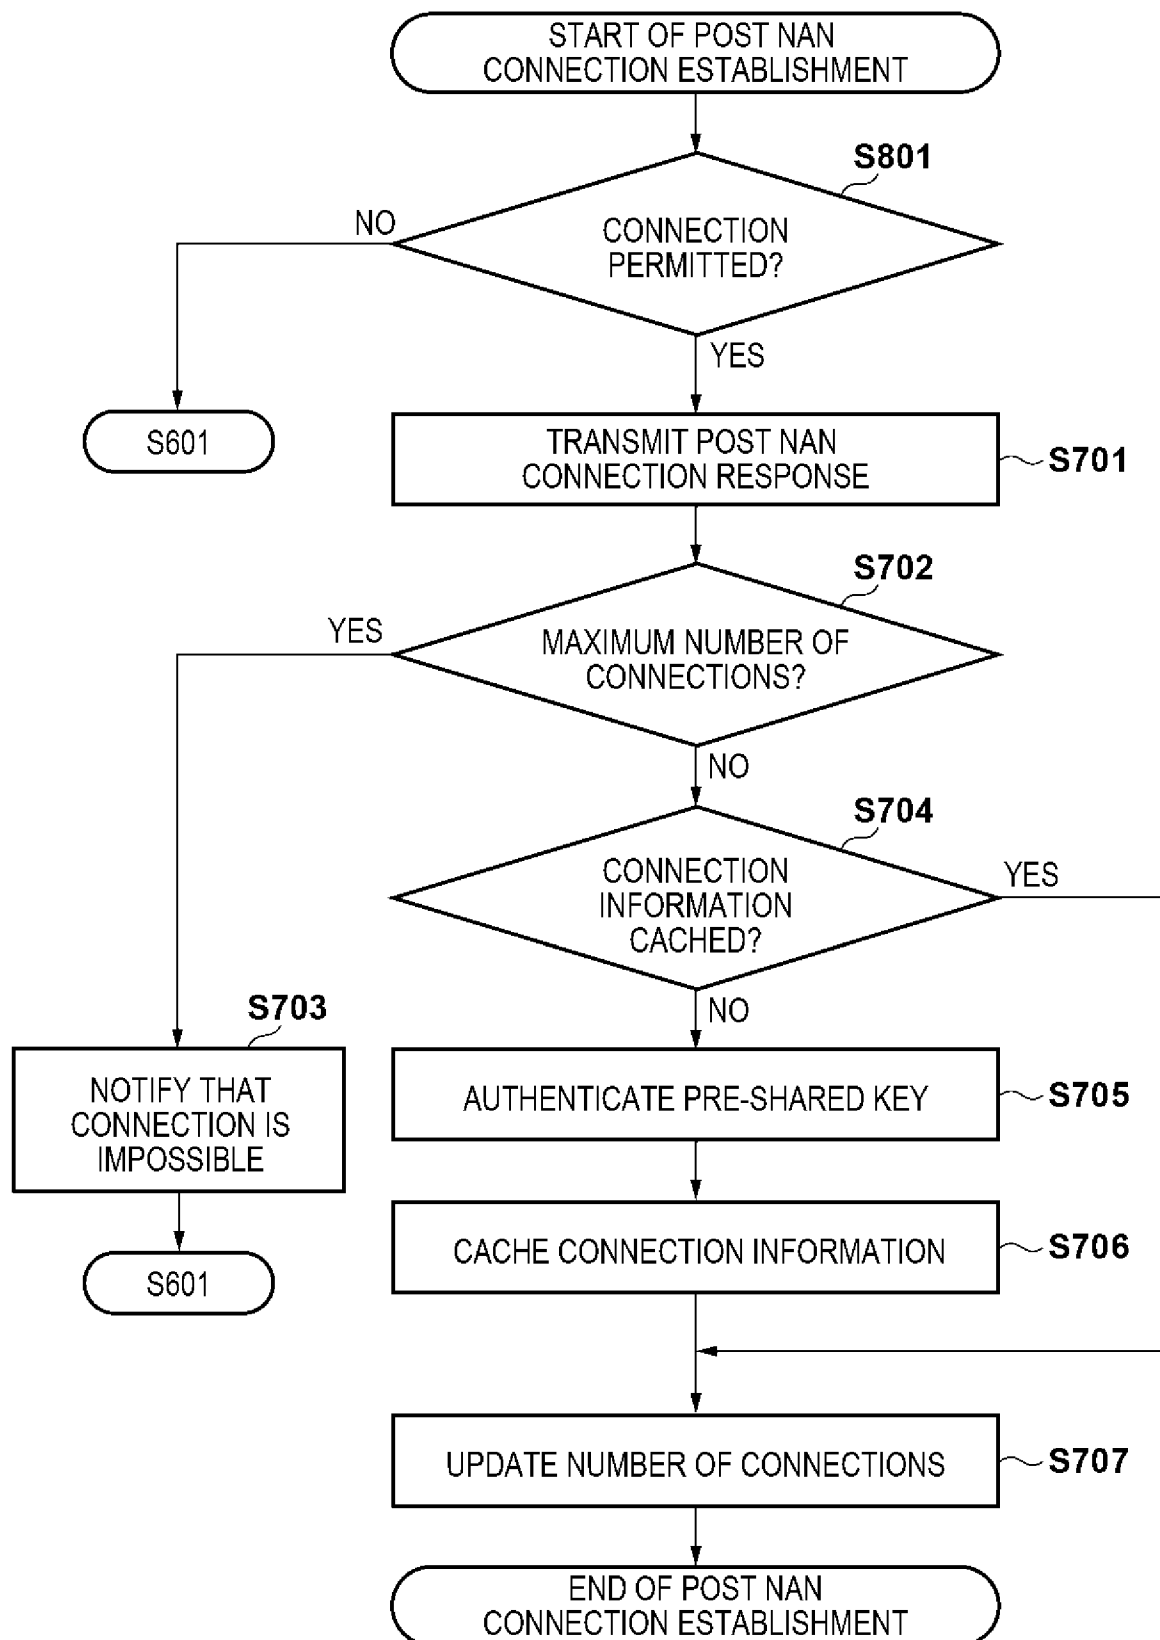 START OF POST NAN
CONNECTION ESTABLISHMENT
S801
NO
CONNECTION
PERMITTED?
YES
S601
TRANSMIT POST NAN
CONNECTION RESPONSE
S701
S702
YES
MAXIMUM NUMBER OF
CONNECTIONS?
NO
S704
CONNECTION
INFORMATION
CACHED?
YES
NO
S703
NOTIFY THAT
CONNECTION IS
IMPOSSIBLE
AUTHENTICATE PRE-SHARED KEY
S705
CACHE CONNECTION INFORMATION
S706
S601
UPDATE NUMBER OF CONNECTIONS
S707
END OF POST NAN
CONNECTION ESTABLISHMENT